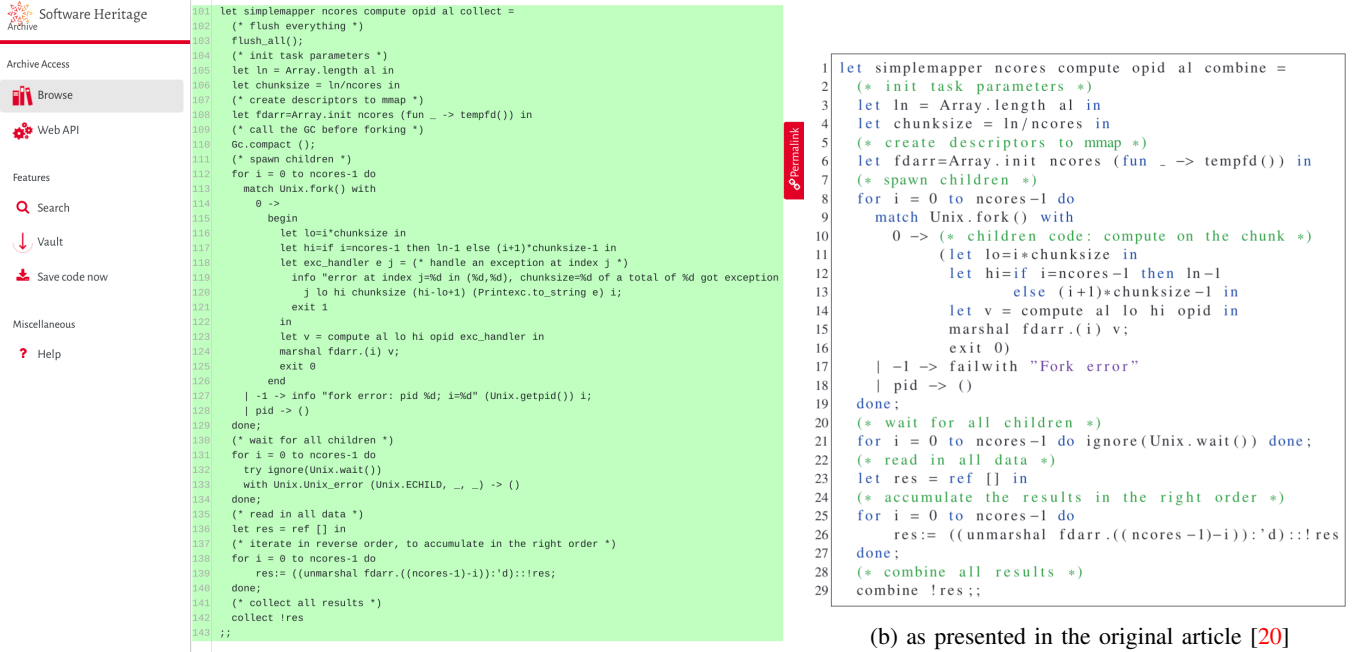 Software Heritage
Archive
Archive Access
Browse
Web API
Features
Search
Vault
Save code now
Miscellaneous
Help
101 let simplemapper ncores compute opid al collect =
102 (* flush everything *)
103 flush_all();
104 (* init task parameters *)
105 let ln = Array.length al in
106 let chunksize = ln/ncores in
107 (* create descriptors to mmap *)
108 let fdarr=Array.init ncores (fun _ -> tempfd()) in
109 (* call the GC before forking *)
110 Gc.compact ();
111 (* spawn children *)
112 for i = 0 to ncores-1 do
113 match Unix.fork() with
114 0 ->
115 begin
116 let lo=i*chunksize in
117 let hi=if i=ncores-1 then ln-1 else (i+1)*chunksize-1 in
118 let exc_handler e j = (* handle an exception at index j *)
119 info "error at index j=%d in (%d,%d), chunksize=%d of a total of %d got exception
120 j lo hi chunksize (hi-lo+1) (Printexc.to_string e) i;
121 exit 1
122 in
123 let v = compute al lo hi opid exc_handler in
124 marshal fdarr.(i) v;
125 exit 0
126 end
127 | -1 -> info "fork error: pid %d; i=%d" (Unix.getpid()) i;
128 | pid -> ()
129 done;
130 (* wait for all children *)
131 for i = 0 to ncores-1 do
132 try ignore(Unix.wait())
133 with Unix.Unix_error (Unix.ECHILD, _, _) -> ()
134 done;
135 (* read in all data *)
136 let res = ref [] in
137 (* iterate in reverse order, to accumulate in the right order *)
138 for i = 0 to ncores-1 do
139 res:= ((unmarshal fdarr.((ncores-1)-i)):'d)::!res;
140 done;
141 (* collect all results *)
142 collect !res
143 ;;
Permalink
1 let simplemapper ncores compute opid al combine =
2 (* init task parameters *)
3 let ln = Array.length al in
4 let chunksize = ln/ncores in
5 (* create descriptors to mmap *)
6 let fdarr=Array.init ncores (fun _ -> tempfd()) in
7 (* spawn children *)
8 for i = 0 to ncores-1 do
9 match Unix.fork() with
10 0 -> (* children code: compute on the chunk *)
11 (let lo=i*chunksize in
12 let hi=if i=ncores-1 then ln-1
13 else (i+1)*chunksize-1 in
14 let v = compute al lo hi opid in
15 marshal fdarr.(i) v;
16 exit 0)
17 | -1 -> failwith "Fork error"
18 | pid -> ()
19 done;
20 (* wait for all children *)
21 for i = 0 to ncores-1 do ignore(Unix.wait()) done;
22 (* read in all data *)
23 let res = ref [] in
24 (* accumulate the results in the right order *)
25 for i = 0 to ncores-1 do
26 res:= ((unmarshal fdarr.((ncores-1)-i)):'d)::!res
27 done;
28 (* combine all results *)
29 combine !res;;
(b) as presented in the original article [20]